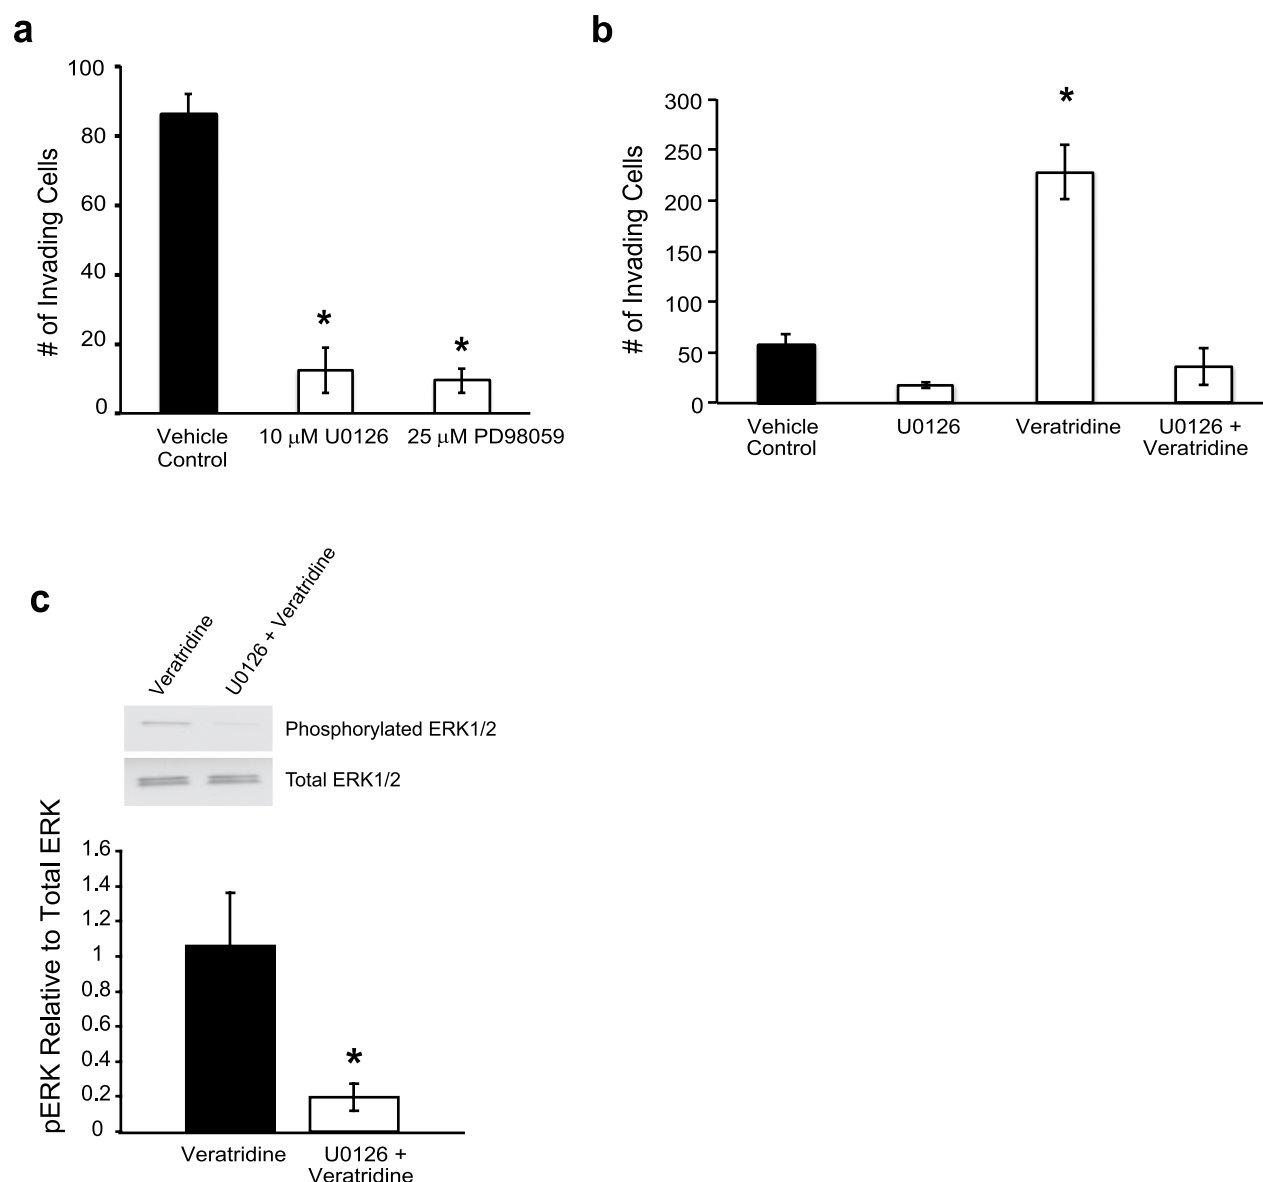 a
100
80
60
40
20
0
# of Invading Cells
*
*
Vehicle
Control
10 μM U0126
25 μM PD98059
b
300
250
200
150
100
50
0
# of Invading Cells
*
Vehicle
Control
U0126
Veratridine
U0126 +
Veratridine
c
Veratridine
U0126 + Veratridine
Phosphorylated ERK1/2
Total ERK1/2
pERK Relative to Total ERK
1.6
1.4
1.2
1
0.8
0.6
0.4
0.2
0
*
Veratridine
U0126 +
Veratridine